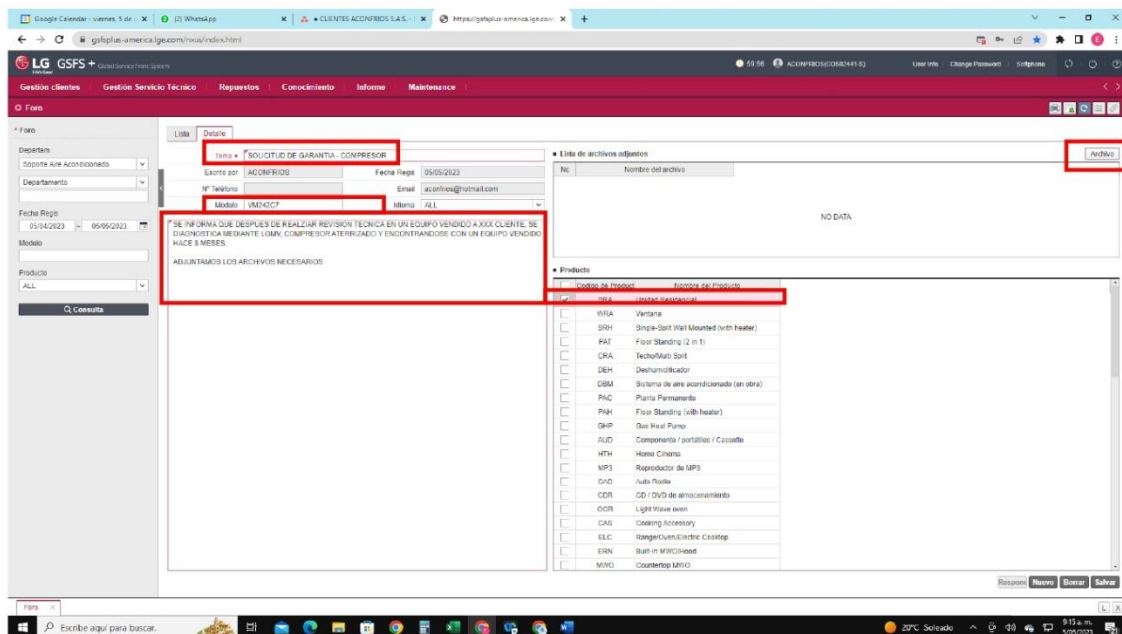 Google Calendar - viernes, 5 de
(2) WhatsApp
CLIENTES ACONFRIOS S.A.S. -
https://gsfsplus-america.lge.com
gsfsplus-america.lge.com/nxui/index.html
LG GSFS + Global Service Front System
59:56 ACONFRIOS(CO582441-S) User Info Change Password Softphone
Gestión clientes Gestión Servicio Técnico Repuestos Conocimiento Informe Maintenance
Foro
* Foro
Departam
Soporte Aire Acondicionado
Departamento
Fecha Regis
05/04/2023 - 05/05/2023
Modelo
Producto
ALL
Consulta
Lista Detalle
Tema * SOLICITUD DE GARANTIA - COMPRESOR
Escrito por ACONFRIOS Fecha Regis 05/05/2023
N° Teléfono Email aconfrios@hotmail.com
Modelo VM242C7 Idioma ALL
SE INFORMA QUE DESPUES DE REALZIAR REVISION TECNICA EN UN EQUIPO VENDIDO A XXX CLIENTE, SE
DIAGNOSTICA MEDIANTE LGMV, COMPRESOR ATERRIZADO Y ENCONTRANDOSE CON UN EQUIPO VENDIDO
HACE 8 MESES.
ADJUNTAMOS LOS ARCHIVOS NECESARIOS.
Lista de archivos adjuntos
Archivo
No Nombre del archivo
NO DATA
Producto
Codigo de Product Nombre del Producto
Unidad Residencial
WRA Ventana
SRH Single-Split Wall Mounted (with heater)
PAT Floor Standing (2 in 1)
CRA Techo/Multi Split
DEH Deshumidificador
DBM Sistema de aire acondicionado (en obra)
PAC Planta Permanente
PAH Floor Standing (with heater)
GHP Gas Heat Pump
AUD Componente / portátiles / Cassette
HTH Home Cinema
MP3 Reproductor de MP3
CAD Auto Radio
CDR CD / DVD de almacenamiento
OOR Light Wave oven
CAS Cooking Accessory
ELC Range/Oven/Electric Cooktop
ERN Built-in MWO/Hood
MWO Countertop MWO
Respond Nuevo Borrar Salvar
Foro
L X
Escribe aquí para buscar.
20°C Soleado
9:15 a. m.
5/05/2023